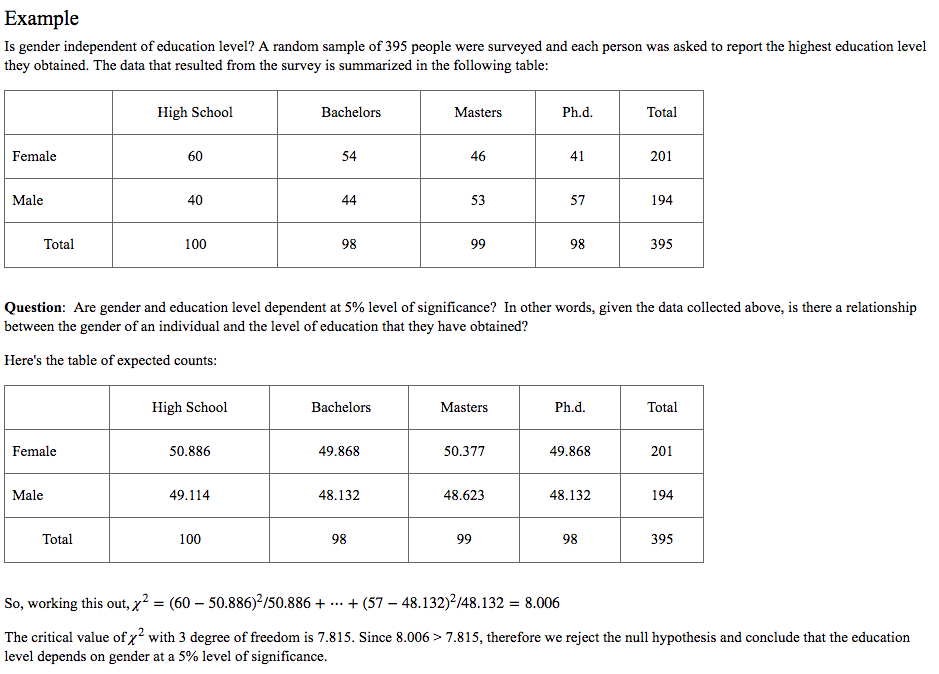 Example
Is gender independent of education level? A random sample of 395 people were surveyed and each person was asked to report the highest education level
they obtained. The data that resulted from the survey is summarized in the following table:
High School Bachelors Masters Ph.d. Total
Female 60 54 46 41 201
Male 40 44 53 57 194
Total 100 98 99 98 395
Question: Are gender and education level dependent at 5% level of significance? In other words, given the data collected above, is there a relationship
between the gender of an individual and the level of education that they have obtained?
Here's the table of expected counts:
High School Bachelors Masters Ph.d. Total
Female 50.886 49.868 50.377 49.868 201
Male 49.114 48.132 48.623 48.132 194
Total 100 98 99 98 395
So, working this out, χ² = (60 − 50.886)²/50.886 + ⋯ + (57 − 48.132)²/48.132 = 8.006
The critical value of χ² with 3 degree of freedom is 7.815. Since 8.006 > 7.815, therefore we reject the null hypothesis and conclude that the education
level depends on gender at a 5% level of significance.